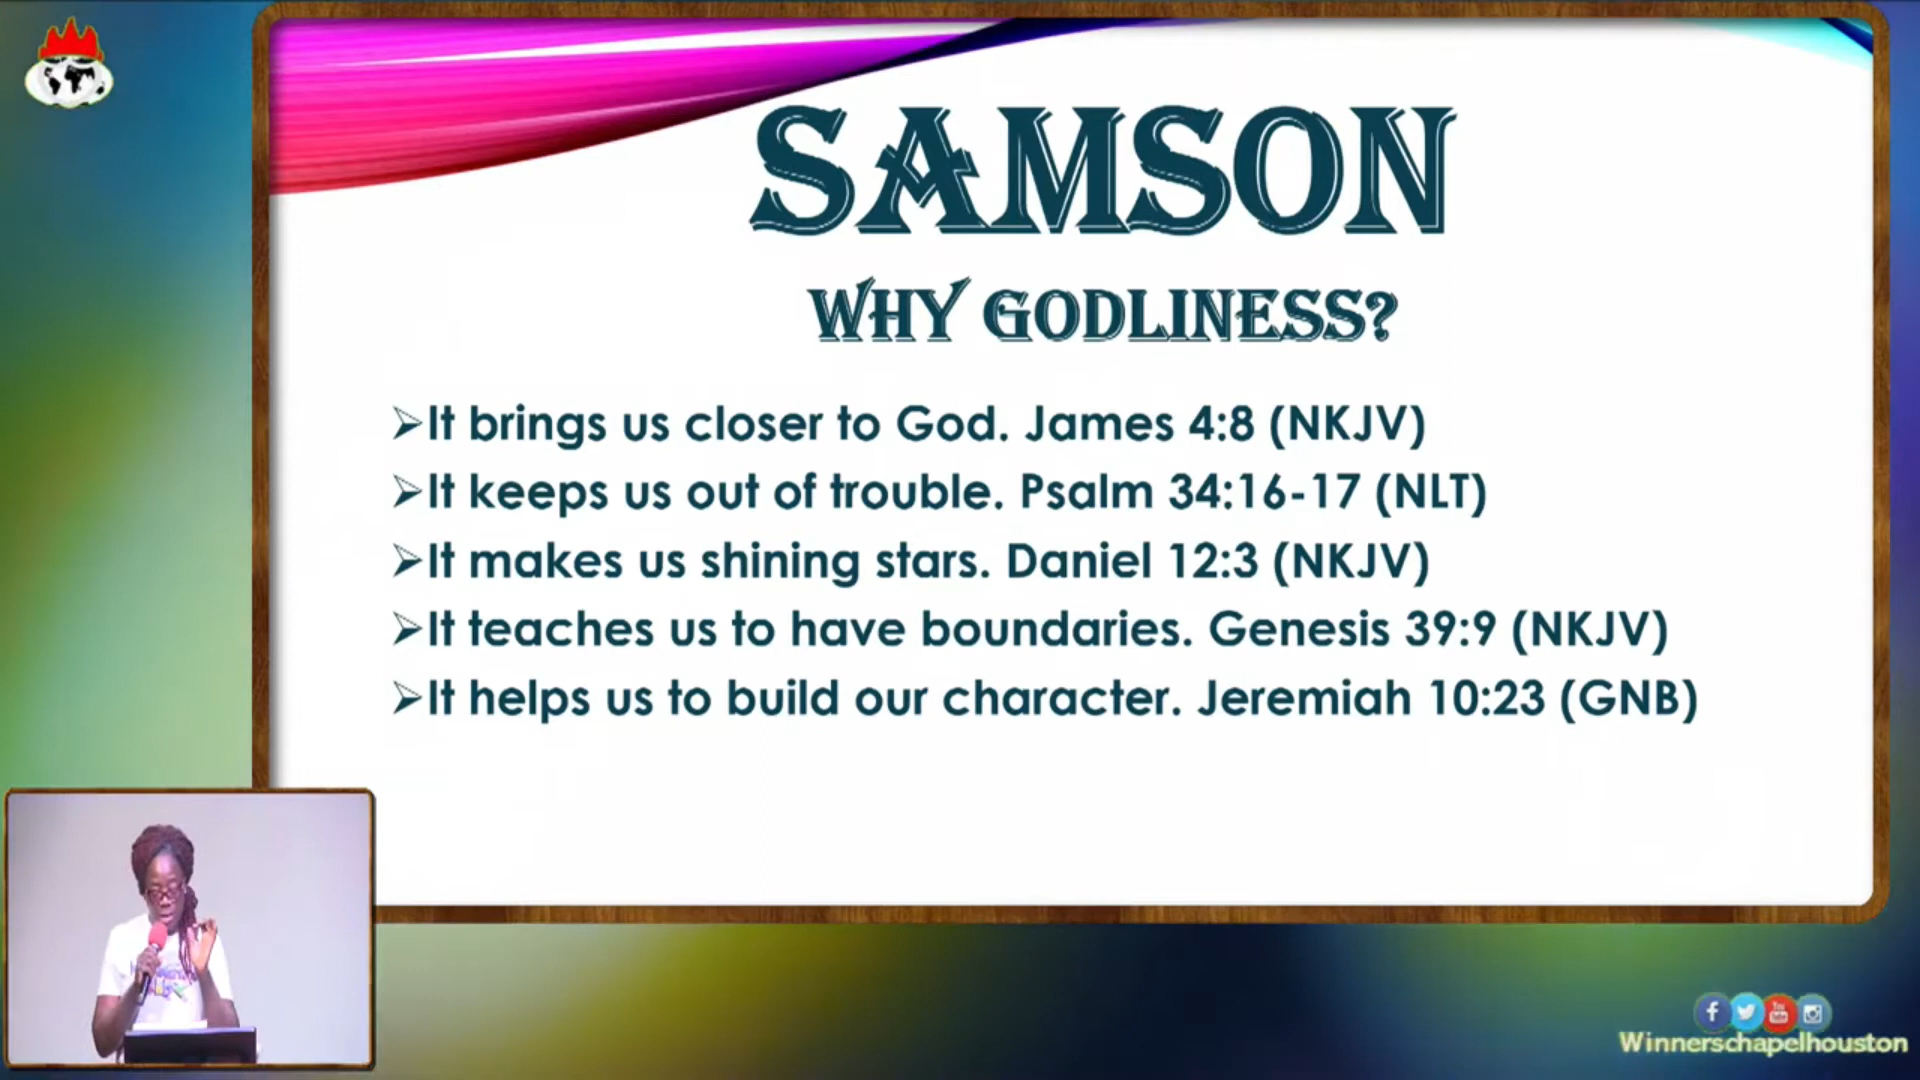 SAMSON
WHY GODLINESS?
➢It brings us closer to God. James 4:8 (NKJV)
➢It keeps us out of trouble. Psalm 34:16-17 (NLT)
➢It makes us shining stars. Daniel 12:3 (NKJV)
➢It teaches us to have boundaries. Genesis 39:9 (NKJV)
➢It helps us to build our character. Jeremiah 10:23 (GNB)
Winnerschapelhouston